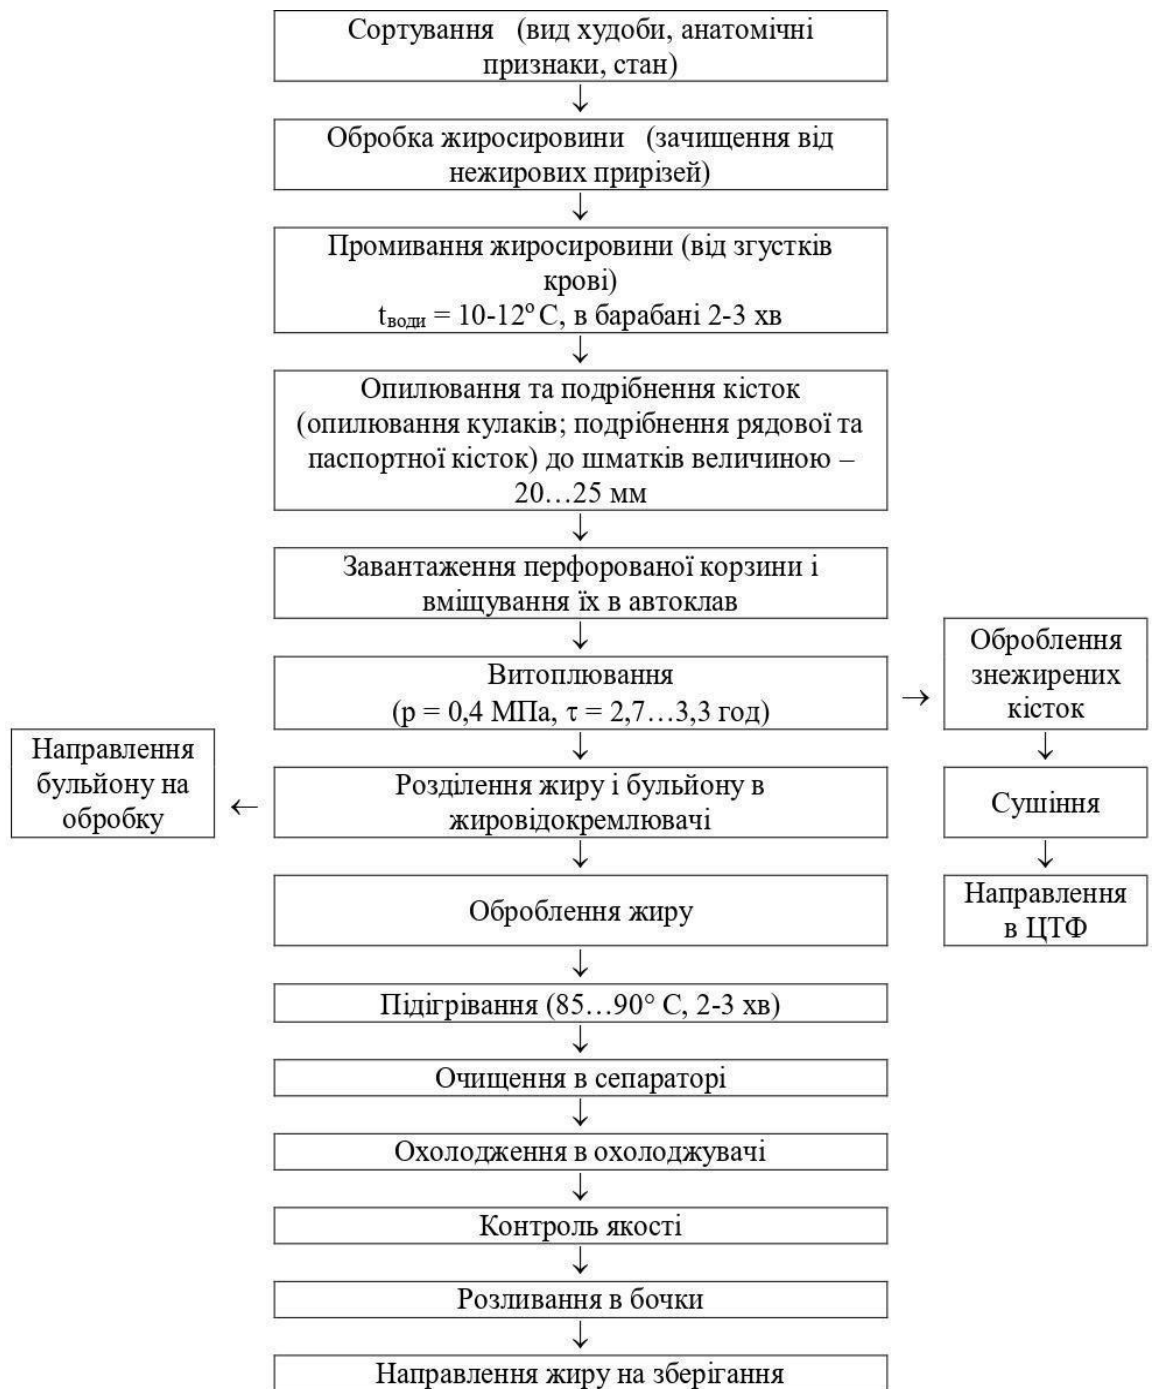 Сортування (вид худоби, анатомічні
признаки, стан)
↓
Обробка жиросировини (зачищення від
нежирових прирізей)
↓
Промивання жиросировини (від згустків
крові)
tводи = 10-12º С, в барабані 2-3 хв
↓
Опилювання та подрібнення кісток
(опилювання кулаків; подрібнення рядової та
паспортної кісток) до шматків величиною –
20…25 мм
↓
Завантаження перфорованої корзини і
вміщування їх в автоклав
↓
Витоплювання
(p = 0,4 МПа, τ = 2,7…3,3 год)
→
Оброблення
знежирених
кісток
↓
Сушіння
↓
Направлення
в ЦТФ
↓
Розділення жиру і бульйону в
жировідокремлювачі
←
Направлення
бульйону на
обробку
↓
Оброблення жиру
↓
Підігрівання (85…90° С, 2-3 хв)
↓
Очищення в сепараторі
↓
Охолодження в охолоджувачі
↓
Контроль якості
↓
Розливання в бочки
↓
Направлення жиру на зберігання